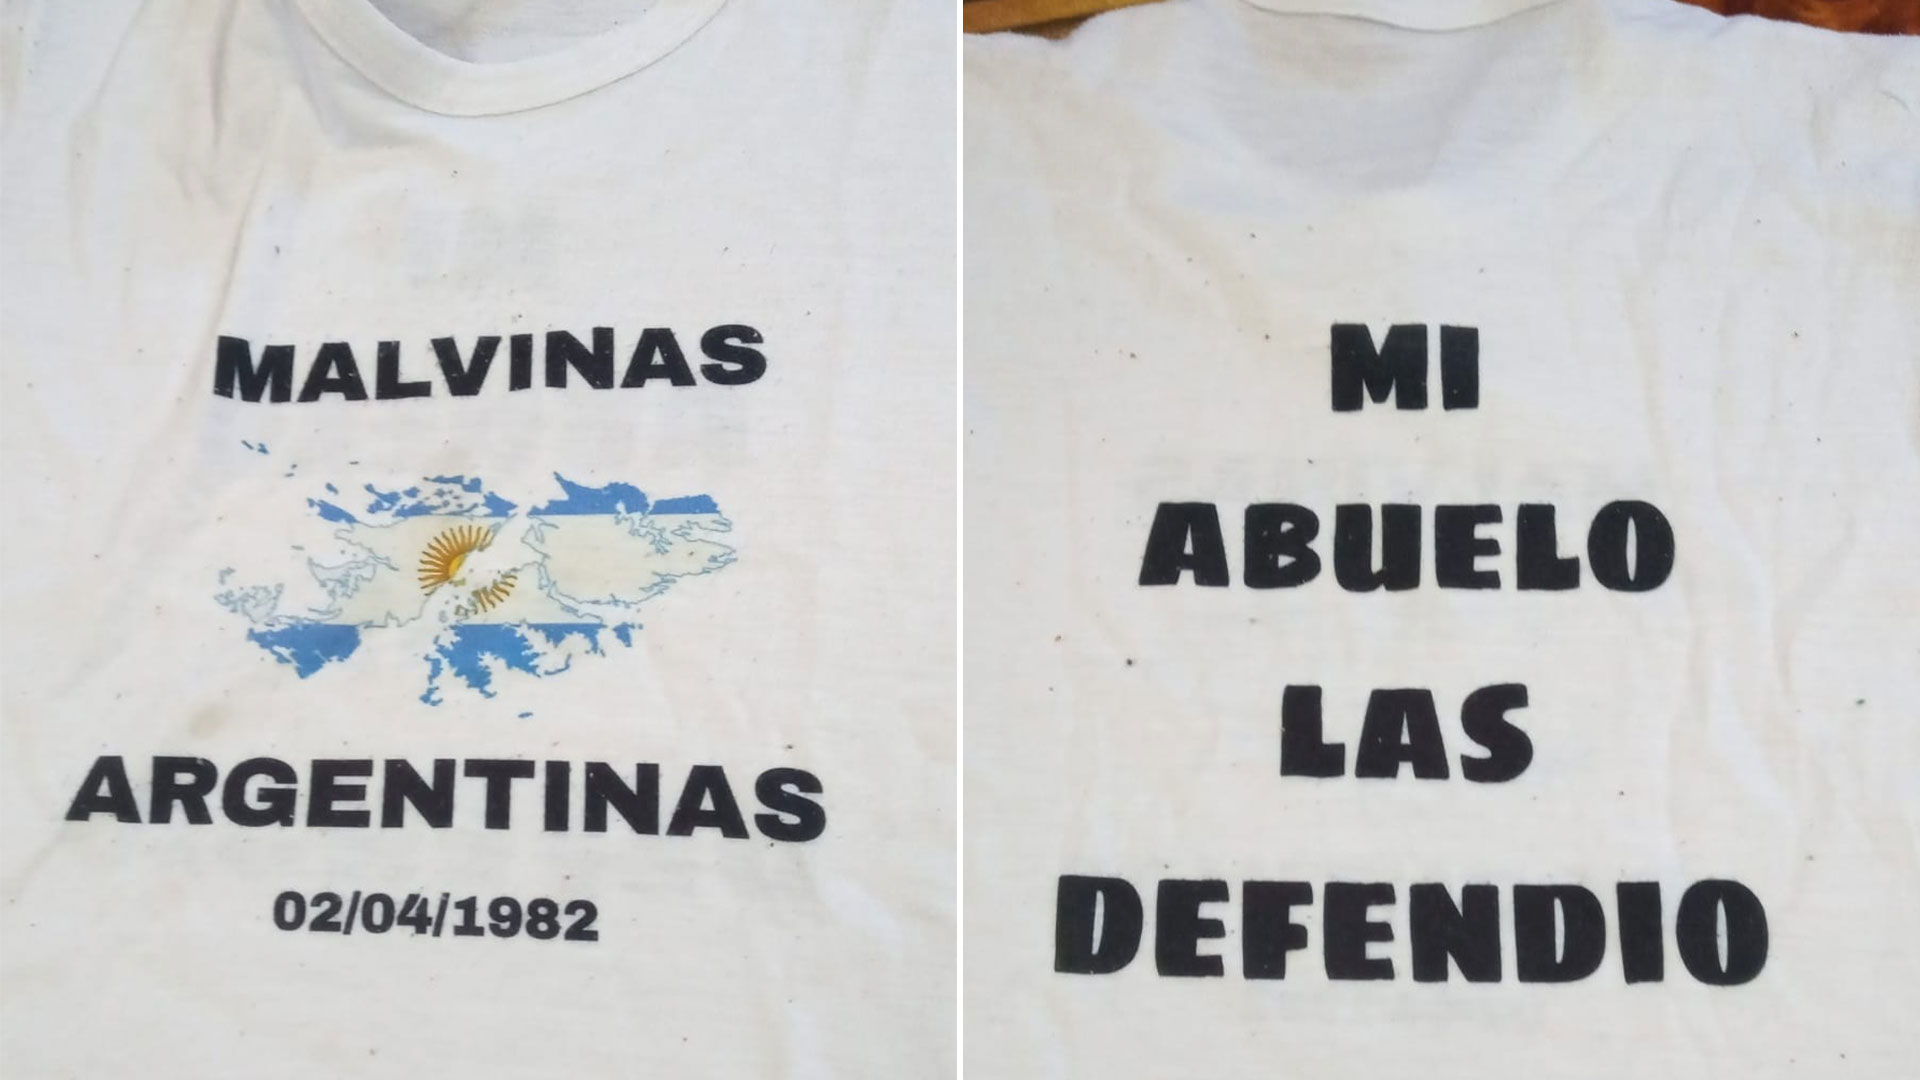 MALVINAS
ARGENTINAS
02/04/1982
MI
ABUELO
LAS
DEFENDIO